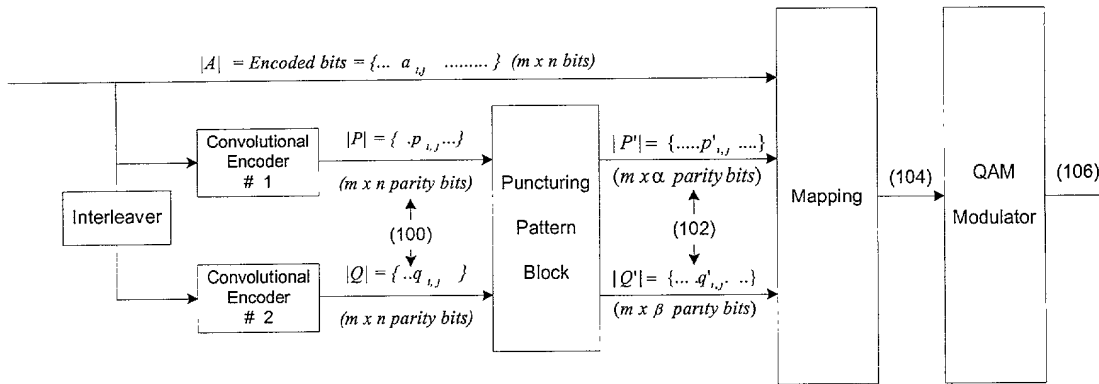 |A| = Encoded bits = {... a i,j .........} (m x n bits)
Convolutional
Encoder
# 1
|P| = { .p i,j ...}
(m x n parity bits)
Puncturing
Pattern
Block
|P'| = {.....p' i,j ....}
(m x α parity bits)
Mapping
(104)
QAM
Modulator
(106)
Interleaver
(100)
(102)
Convolutional
Encoder
# 2
|Q| = { ..q i,j }
(m x n parity bits)
|Q'| = {... .q' i,j . ..}
(m x β parity bits)